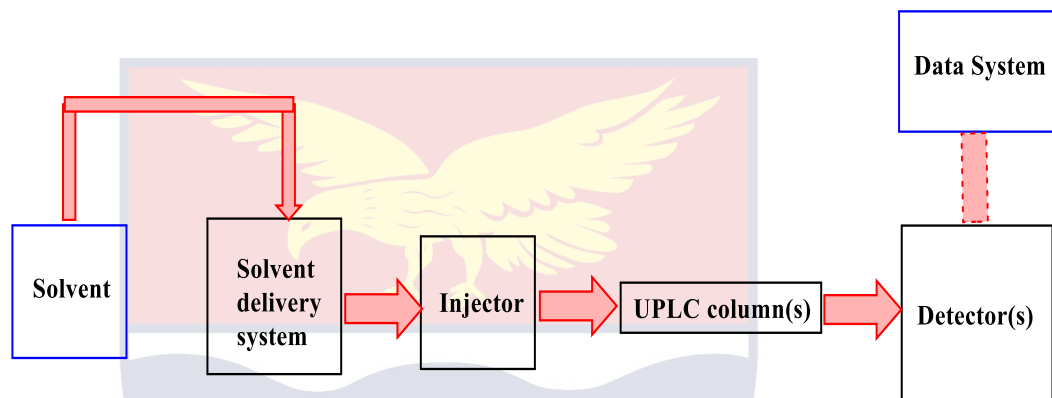 Solvent
Solvent
delivery
system
Injector
UPLC column(s)
Detector(s)
Data System